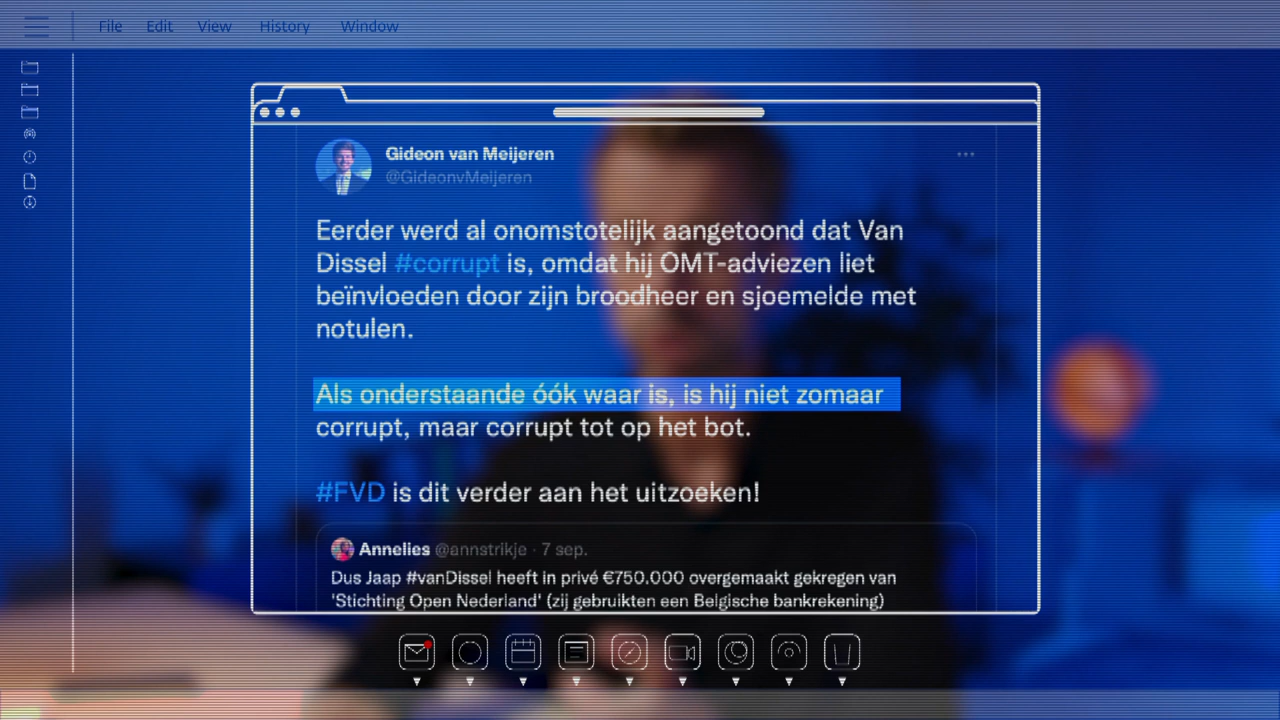 File Edit View History Window
Gideon van Meijeren
@GideonvMeijeren
Eerder werd al onomstotelijk aangetoond dat Van
Dissel #corrupt is, omdat hij OMT-adviezen liet
beïnvloeden door zijn broodheer en sjoemelde met
notulen.
Als onderstaande óók waar is, is hij niet zomaar
corrupt, maar corrupt tot op het bot.
#FVD is dit verder aan het uitzoeken!
Annelies @annstrikje · 7 sep.
Dus Jaap #vanDissel heeft in privé €750.000 overgemaakt gekregen van
'Stichting Open Nederland' (zij gebruikten een Belgische bankrekening)